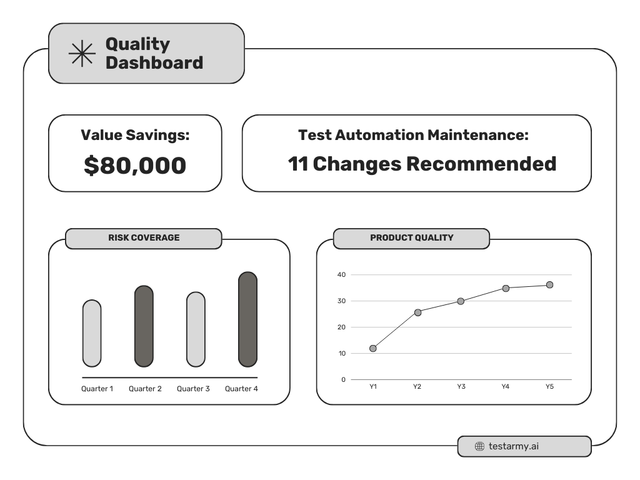 Quality
Dashboard
Value Savings:
$80,000
Test Automation Maintenance:
11 Changes Recommended
RISK COVERAGE
Quarter 1 Quarter 2 Quarter 3 Quarter 4
PRODUCT QUALITY
40
30
20
10
0
Y1 Y2 Y3 Y4 Y5
testarmy.ai